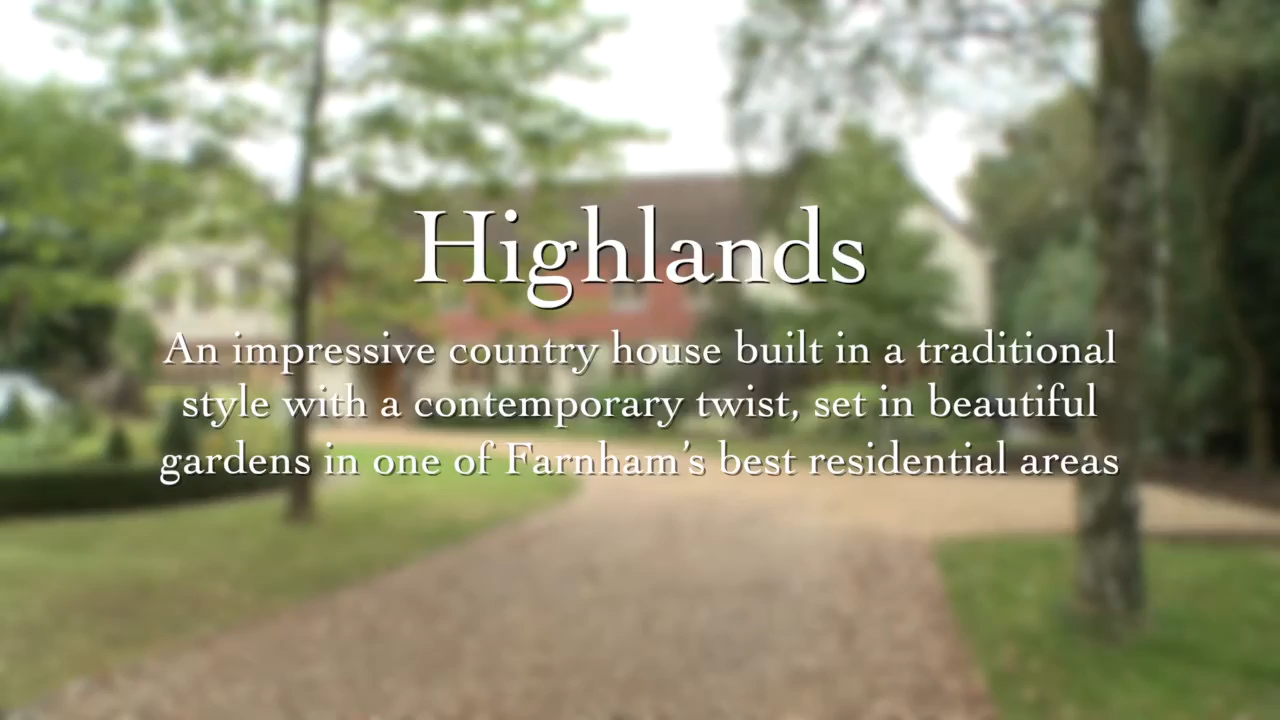 Highlands
An impressive country house built in a traditional
style with a contemporary twist, set in beautiful
gardens in one of Farnham's best residential areas